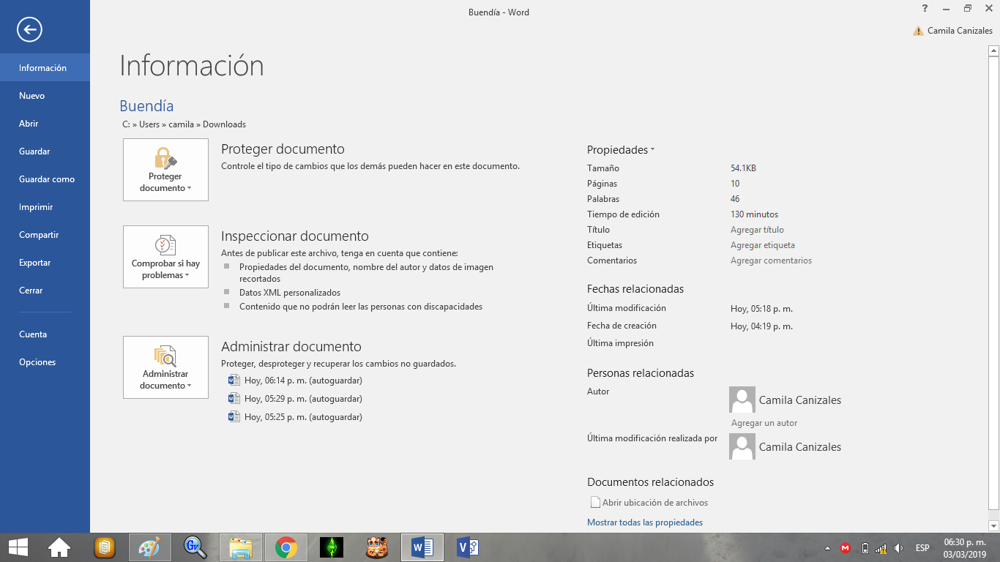 Buendía - Word
?
Camila Canizales
Información
Nuevo
Abrir
Guardar
Guardar como
Imprimir
Compartir
Exportar
Cerrar
Cuenta
Opciones
Información
Buendía
C: » Users » camila » Downloads
Proteger
documento
Proteger documento
Controle el tipo de cambios que los demás pueden hacer en este documento.
Comprobar si hay
problemas
Inspeccionar documento
Antes de publicar este archivo, tenga en cuenta que contiene:
Propiedades del documento, nombre del autor y datos de imagen
recortados
Datos XML personalizados
Contenido que no podrán leer las personas con discapacidades
Administrar
documento
Administrar documento
Proteger, desproteger y recuperar los cambios no guardados.
Hoy, 06:14 p. m. (autoguardar)
Hoy, 05:29 p. m. (autoguardar)
Hoy, 05:25 p. m. (autoguardar)
Propiedades
Tamaño 54.1KB
Páginas 10
Palabras 46
Tiempo de edición 130 minutos
Título Agregar título
Etiquetas Agregar etiqueta
Comentarios Agregar comentarios
Fechas relacionadas
Última modificación Hoy, 05:18 p. m.
Fecha de creación Hoy, 04:19 p. m.
Última impresión
Personas relacionadas
Autor
Camila Canizales
Agregar un autor
Última modificación realizada por
Camila Canizales
Documentos relacionados
Abrir ubicación de archivos
Mostrar todas las propiedades
Gv
W
V
M
ESP
06:30 p. m.
03/03/2019